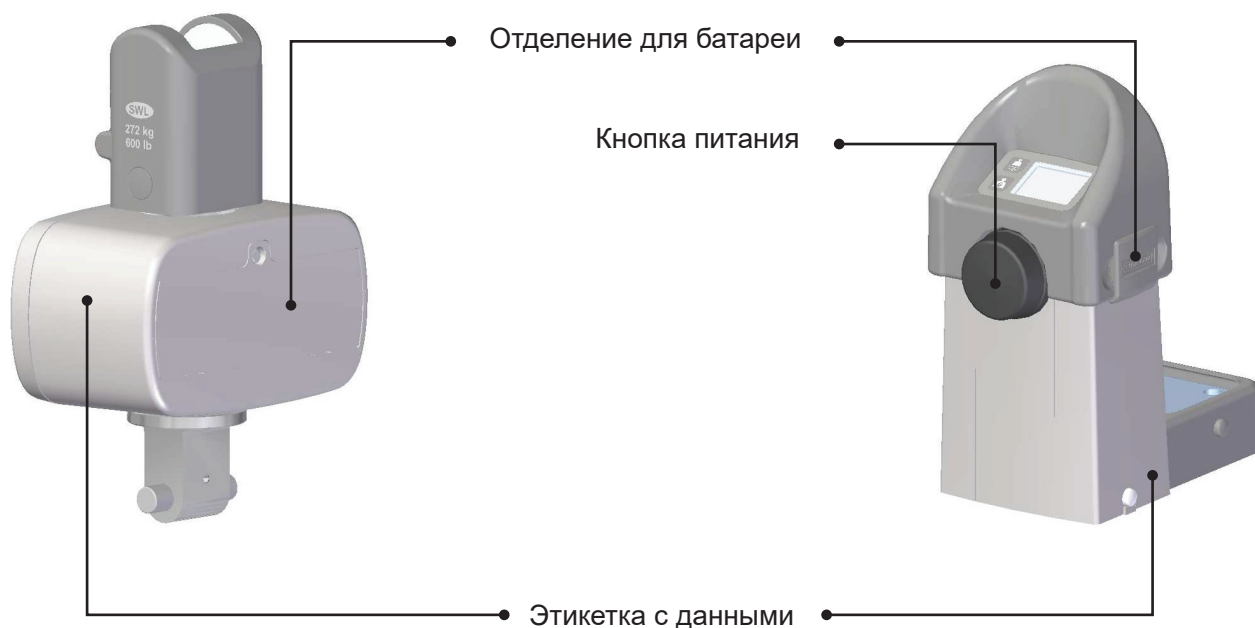 Отделение для батареи
Кнопка питания
SWL
272 kg
600 lb
Этикетка с данными